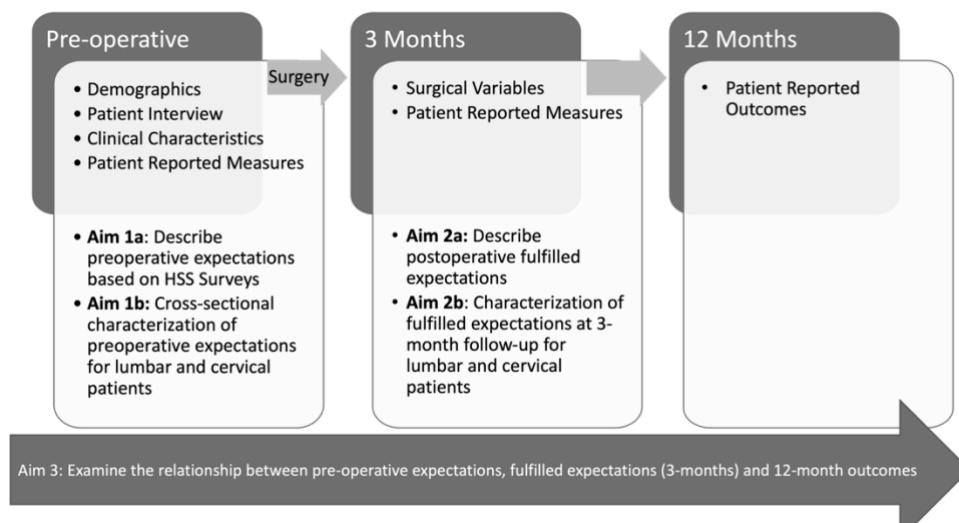 Pre-operative
• Demographics
• Patient Interview
• Clinical Characteristics
• Patient Reported Measures
• Aim 1a: Describe
preoperative expectations
based on HSS Surveys
• Aim 1b: Cross-sectional
characterization of
preoperative expectations
for lumbar and cervical
patients
Surgery
3 Months
• Surgical Variables
• Patient Reported Measures
• Aim 2a: Describe
postoperative fulfilled
expectations
• Aim 2b: Characterization of
fulfilled expectations at 3-
month follow-up for
lumbar and cervical
patients
12 Months
• Patient Reported
Outcomes
Aim 3: Examine the relationship between pre-operative expectations, fulfilled expectations (3-months) and 12-month outcomes